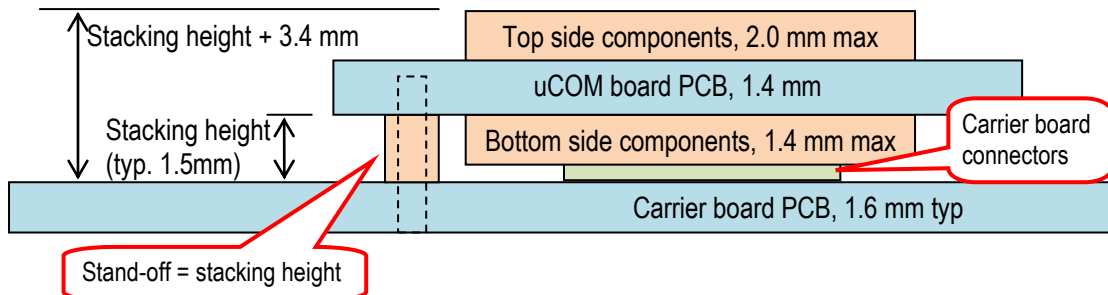 Stacking height + 3.4 mm
Top side components, 2.0 mm max
uCOM board PCB, 1.4 mm
Stacking height
(typ. 1.5mm)
Bottom side components, 1.4 mm max
Carrier board
connectors
Carrier board PCB, 1.6 mm typ
Stand-off = stacking height